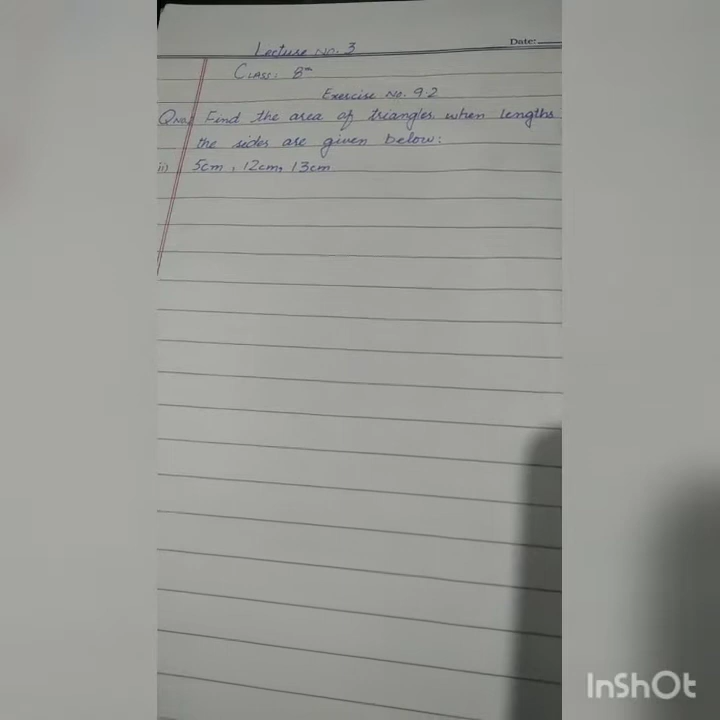 Lecture No. 3
Date:
Class: 8th
Exercise No. 9.2
Q No. Find the area of triangles, when lengths
the sides are given below:
ii) 5cm, 12cm, 13cm
InShOt